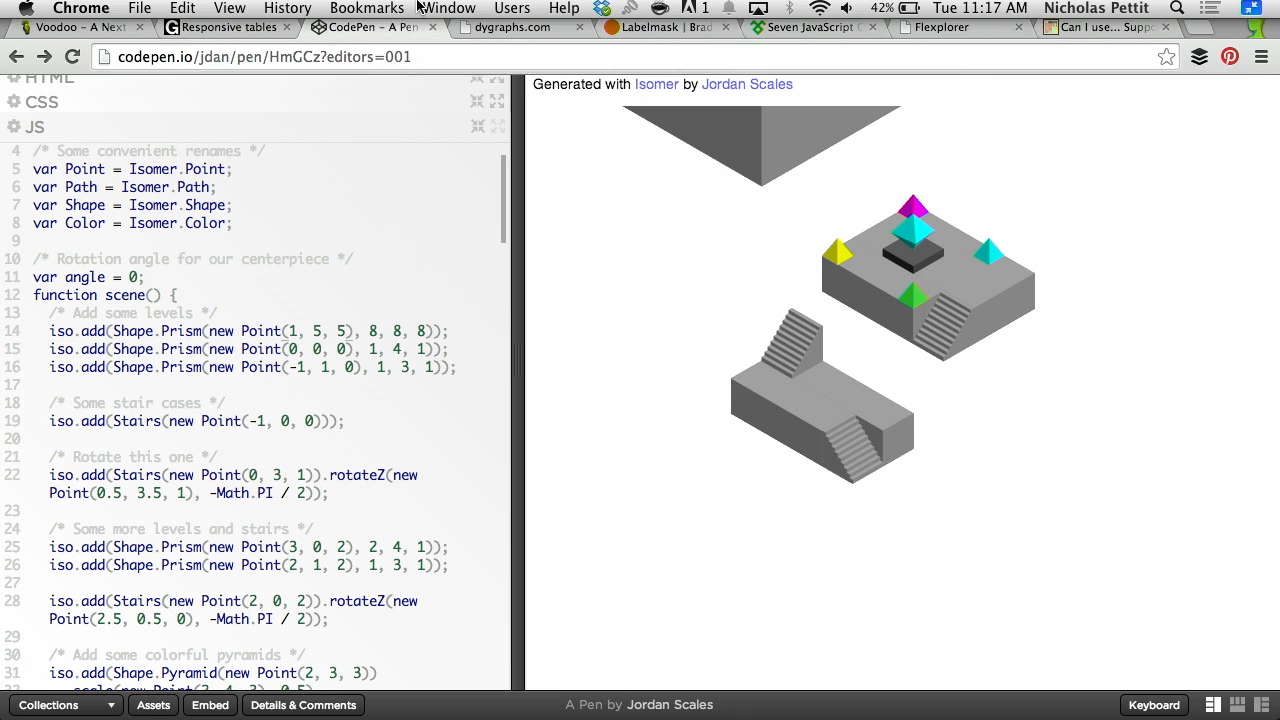 Chrome File Edit View History Bookmarks Window Users Help 1 42% Tue 11:17 AM Nicholas Pettit
Voovoo – A Next Responsive tables CodePen – A Pen dygraphs.com Labelmask | Brad Seven JavaScript C Flexplorer Can I use... Suppo
codepen.io/jdan/pen/HmGCz?editors=001
HTML
CSS
JS
4 /* Some convenient renames */
5 var Point = Isomer.Point;
6 var Path = Isomer.Path;
7 var Shape = Isomer.Shape;
8 var Color = Isomer.Color;
9
10 /* Rotation angle for our centerpiece */
11 var angle = 0;
12 function scene() {
13 /* Add some levels */
14 iso.add(Shape.Prism(new Point(1, 5, 5), 8, 8, 8));
15 iso.add(Shape.Prism(new Point(0, 0, 0), 1, 4, 1));
16 iso.add(Shape.Prism(new Point(-1, 1, 0), 1, 3, 1));
17
18 /* Some stair cases */
19 iso.add(Stairs(new Point(-1, 0, 0)));
20
21 /* Rotate this one */
22 iso.add(Stairs(new Point(0, 3, 1)).rotateZ(new
Point(0.5, 3.5, 1), -Math.PI / 2));
23
24 /* Some more levels and stairs */
25 iso.add(Shape.Prism(new Point(3, 0, 2), 2, 4, 1));
26 iso.add(Shape.Prism(new Point(2, 1, 2), 1, 3, 1));
27
28 iso.add(Stairs(new Point(2, 0, 2)).rotateZ(new
Point(2.5, 0.5, 0), -Math.PI / 2));
29
30 /* Add some colorful pyramids */
31 iso.add(Shape.Pyramid(new Point(2, 3, 3))
Generated with Isomer by Jordan Scales
Collections Assets Embed Details & Comments A Pen by Jordan Scales Keyboard